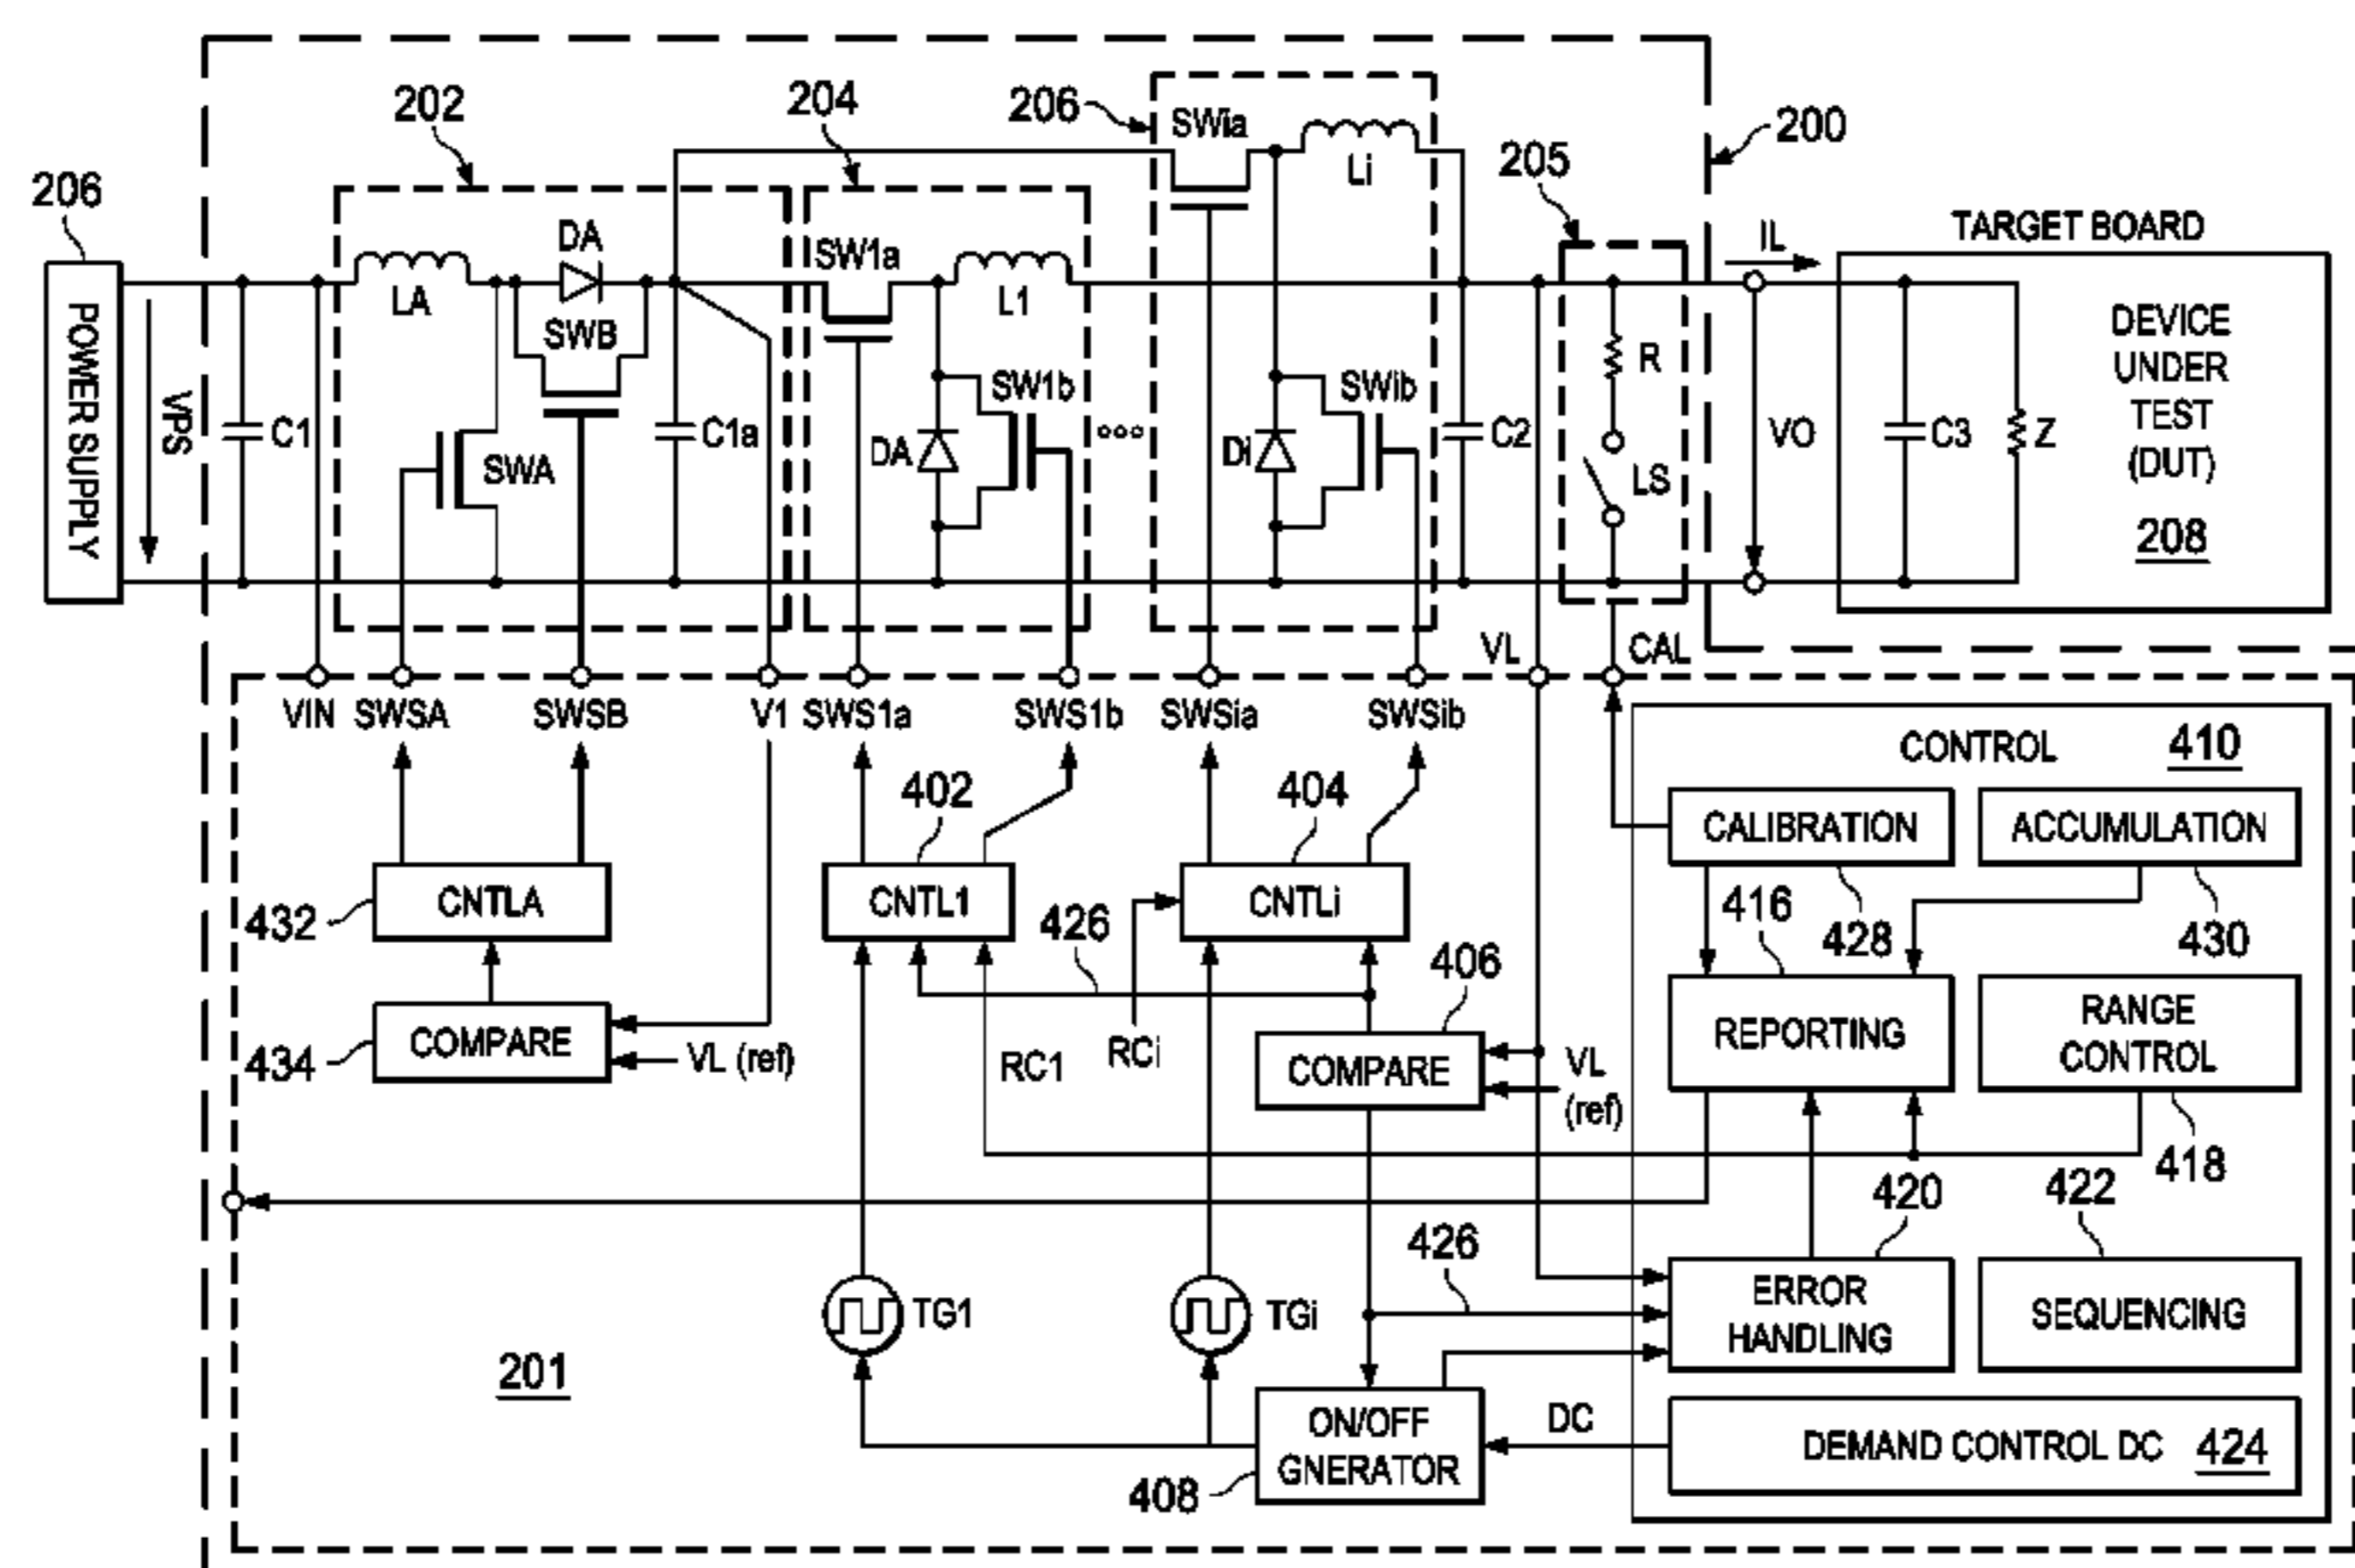 202
204
206
SWia
200
Li
205
206
DA
SW1a
IL
TARGET BOARD
LA
L1
POWER SUPPLY
VPS
SWB
R
DEVICE
UNDER
TEST
(DUT)
208
SW1b
SWib
C1
SWA
C1a
DA
Di
C2
LS
VO
C3
Z
VL
CAL
VIN
SWSA
SWSB
V1
SWS1a
SWS1b
SWSia
SWSib
CONTROL
410
402
404
CALIBRATION
ACCUMULATION
CNTLA
432
CNTL1
426
CNTLi
416
428
430
406
COMPARE
434
VL (ref)
RC1
RCi
COMPARE
VL
(ref)
REPORTING
RANGE
CONTROL
418
420
422
426
TG1
TGi
ERROR
HANDLING
SEQUENCING
201
ON/OFF
GNERATOR
408
DC
DEMAND CONTROL DC
424